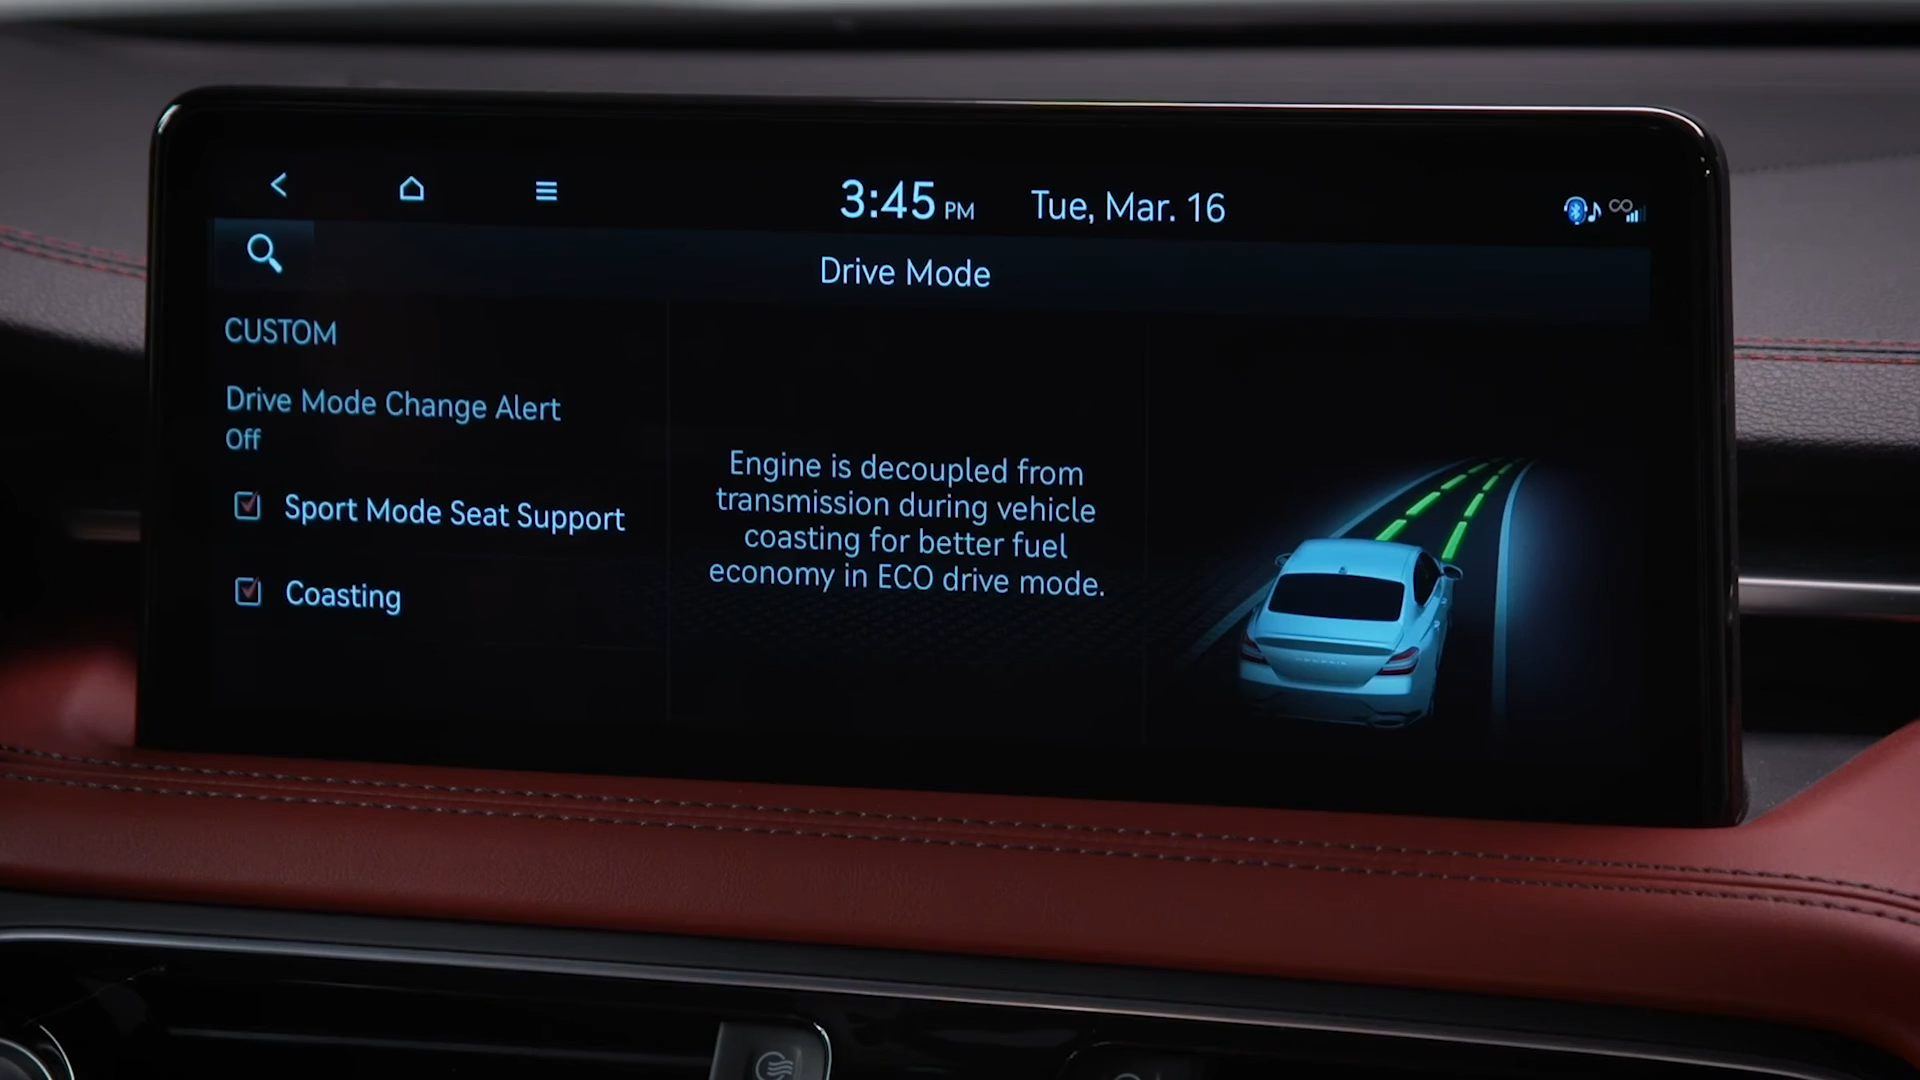 3:45 PM Tue, Mar. 16
Drive Mode
CUSTOM
Drive Mode Change Alert
Off
Sport Mode Seat Support
Coasting
Engine is decoupled from
transmission during vehicle
coasting for better fuel
economy in ECO drive mode.
GENESIS